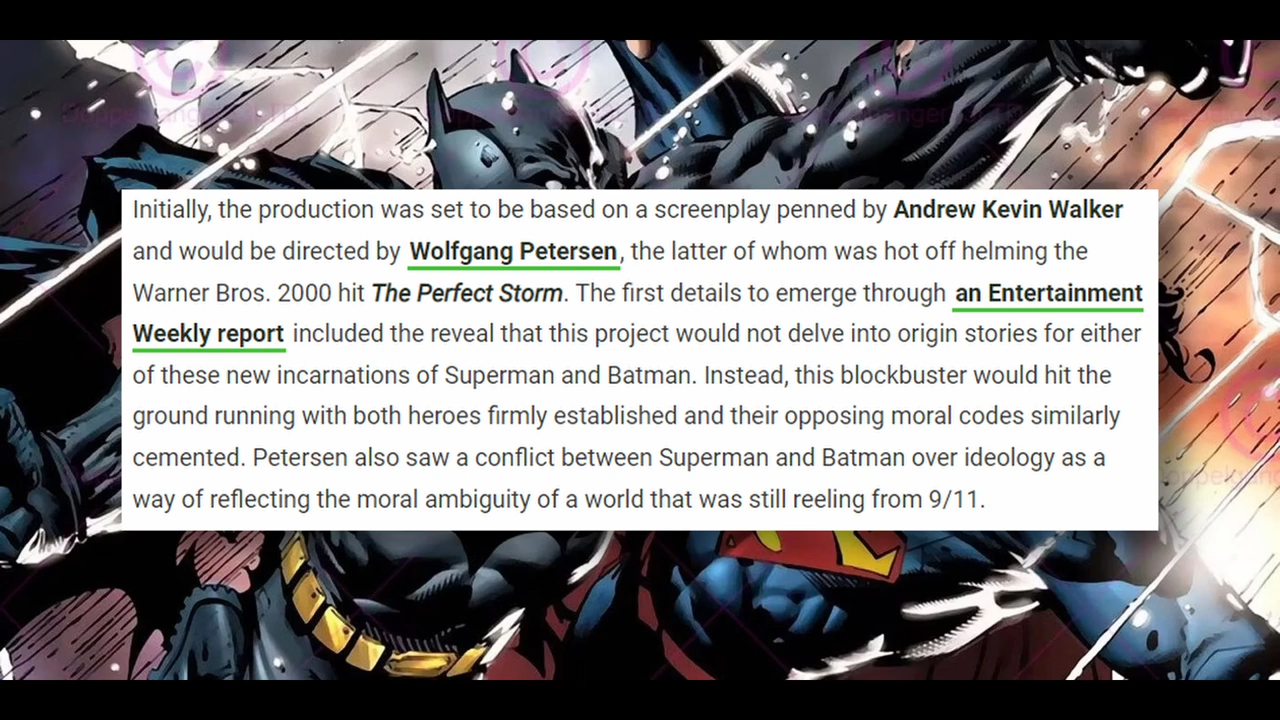 Initially, the production was set to be based on a screenplay penned by Andrew Kevin Walker
and would be directed by Wolfgang Petersen, the latter of whom was hot off helming the
Warner Bros. 2000 hit The Perfect Storm. The first details to emerge through an Entertainment
Weekly report included the reveal that this project would not delve into origin stories for either
of these new incarnations of Superman and Batman. Instead, this blockbuster would hit the
ground running with both heroes firmly established and their opposing moral codes similarly
cemented. Petersen also saw a conflict between Superman and Batman over ideology as a
way of reflecting the moral ambiguity of a world that was still reeling from 9/11.